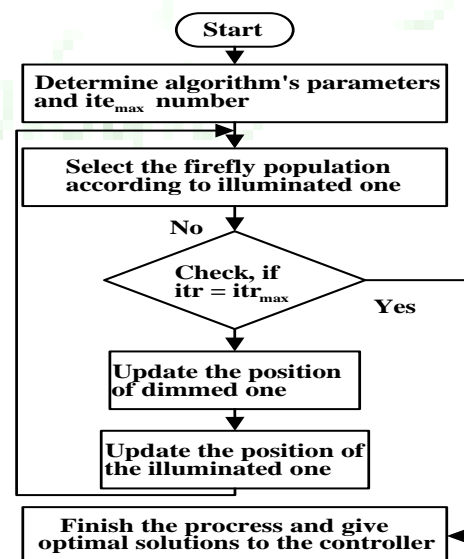 Start
Determine algorithm's parameters
and ite_max number
Select the firefly population
according to illuminated one
No
Check, if
itr = itr_max
Yes
Update the position
of dimmed one
Update the position of
the illuminated one
Finish the procress and give
optimal solutions to the controller